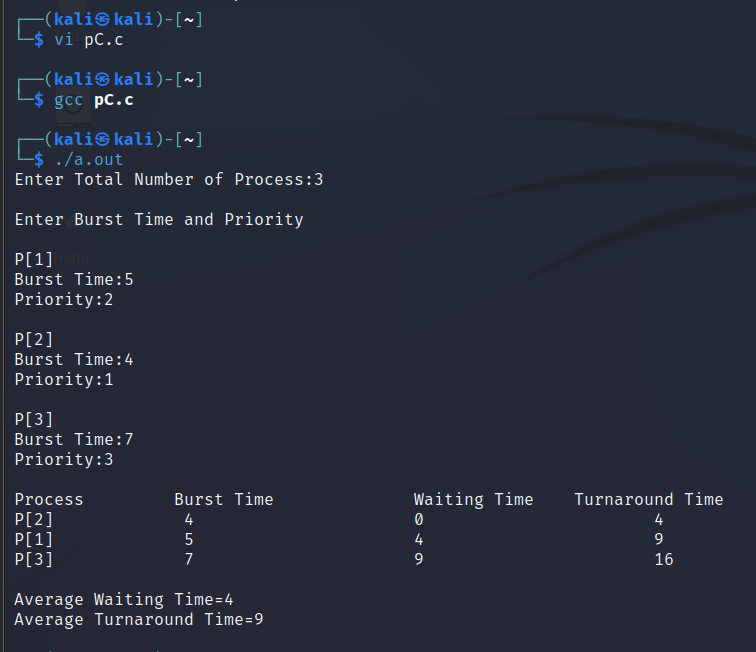 ┌──(kali㉿kali)-[~]
└─$ vi pC.c
┌──(kali㉿kali)-[~]
└─$ gcc pC.c
┌──(kali㉿kali)-[~]
└─$ ./a.out
Enter Total Number of Process:3
Enter Burst Time and Priority
P[1]
Burst Time:5
Priority:2
P[2]
Burst Time:4
Priority:1
P[3]
Burst Time:7
Priority:3
Process Burst Time Waiting Time Turnaround Time
P[2] 4 0 4
P[1] 5 4 9
P[3] 7 9 16
Average Waiting Time=4
Average Turnaround Time=9